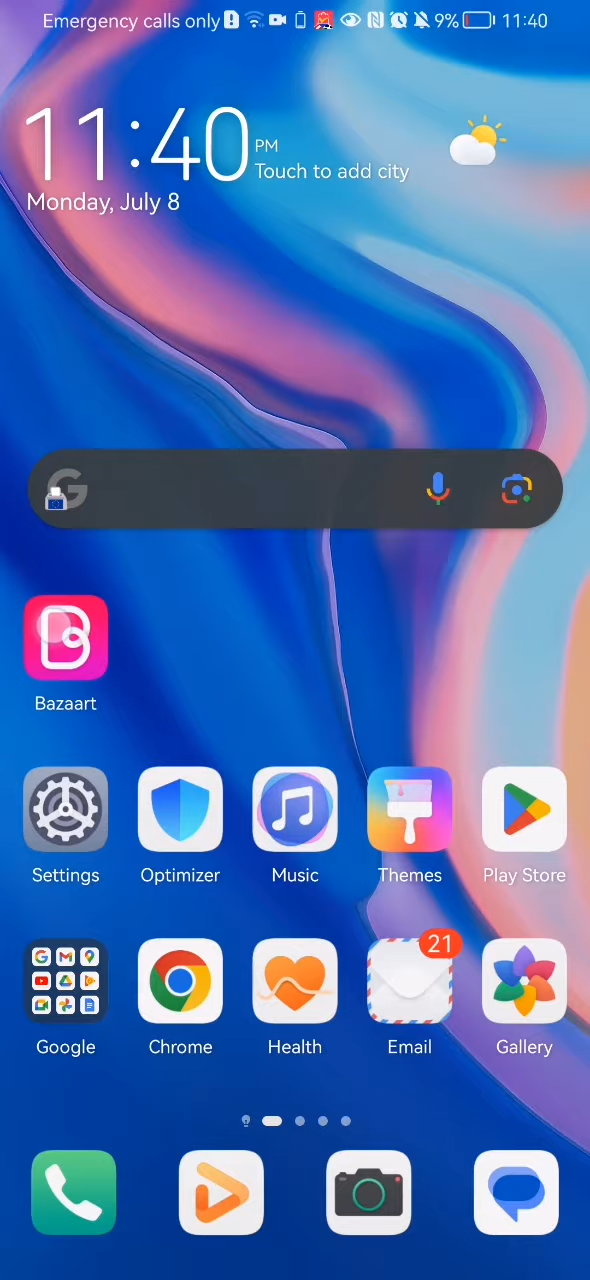 Emergency calls only 9% 11:40
11:40 PM
Touch to add city
Monday, July 8
Bazaart
Settings Optimizer Music Themes Play Store
21
Google Chrome Health Email Gallery